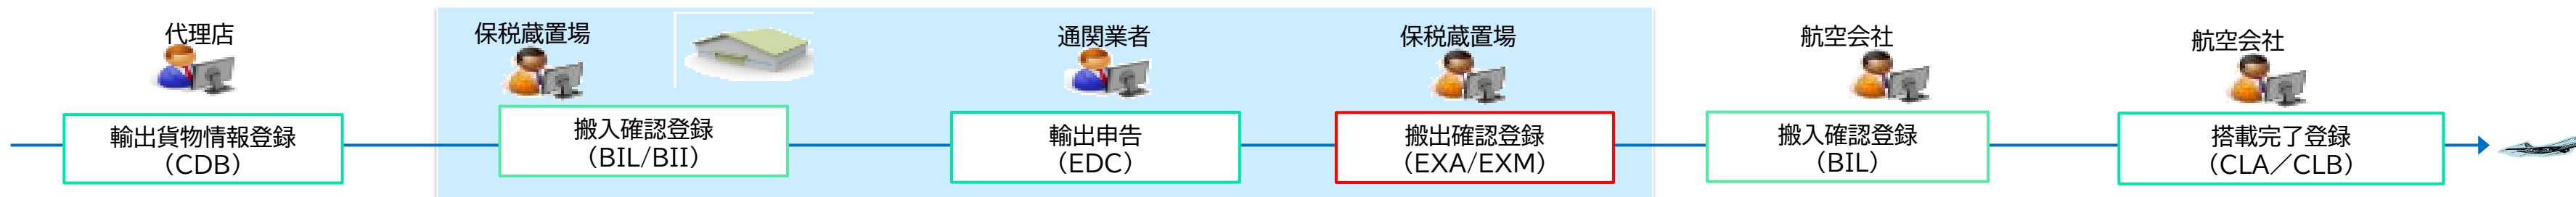 代理店
輸出貨物情報登録
（CDB）
保税蔵置場
搬入確認登録
（BIL/BII）
通関業者
輸出申告
（EDC）
保税蔵置場
搬出確認登録
（EXA/EXM）
航空会社
搬入確認登録
（BIL）
航空会社
搭載完了登録
（CLA／CLB）